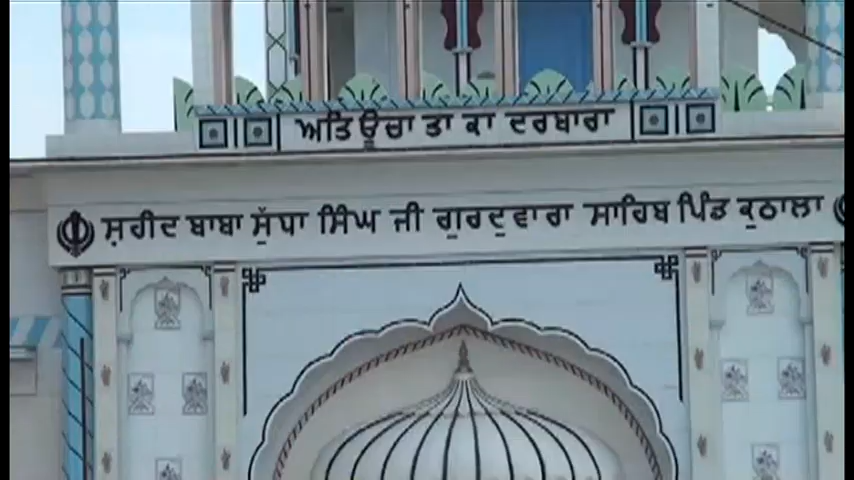 ਅਤਿ ਊਚਾ ਤਾ ਕਾ ਦਰਬਾਰਾ
ਸ਼ਹੀਦ ਬਾਬਾ ਸੁੱਧਾ ਸਿੰਘ ਜੀ ਗੁਰਦੁਵਾਰਾ ਸਾਹਿਬ ਪਿੰਡ ਕੁਠਾਲਾ